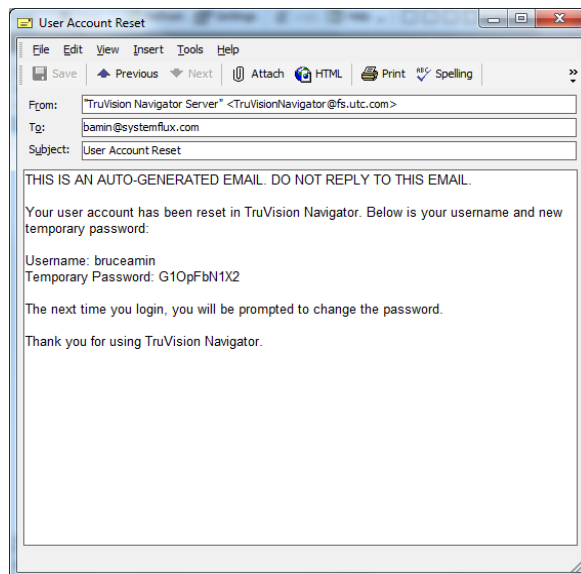 User Account Reset
File Edit View Insert Tools Help
Save Previous Next Attach HTML ABC Spelling Print »
From: "TruVision Navigator Server" <TruVisionNavigator@fs.utc.com>
To: bamin@systemflux.com
Subject: User Account Reset
THIS IS AN AUTO-GENERATED EMAIL. DO NOT REPLY TO THIS EMAIL.
Your user account has been reset in TruVision Navigator. Below is your username and new
temporary password:
Username: bruceamin
Temporary Password: G1OpFbN1X2
The next time you login, you will be prompted to change the password.
Thank you for using TruVision Navigator.